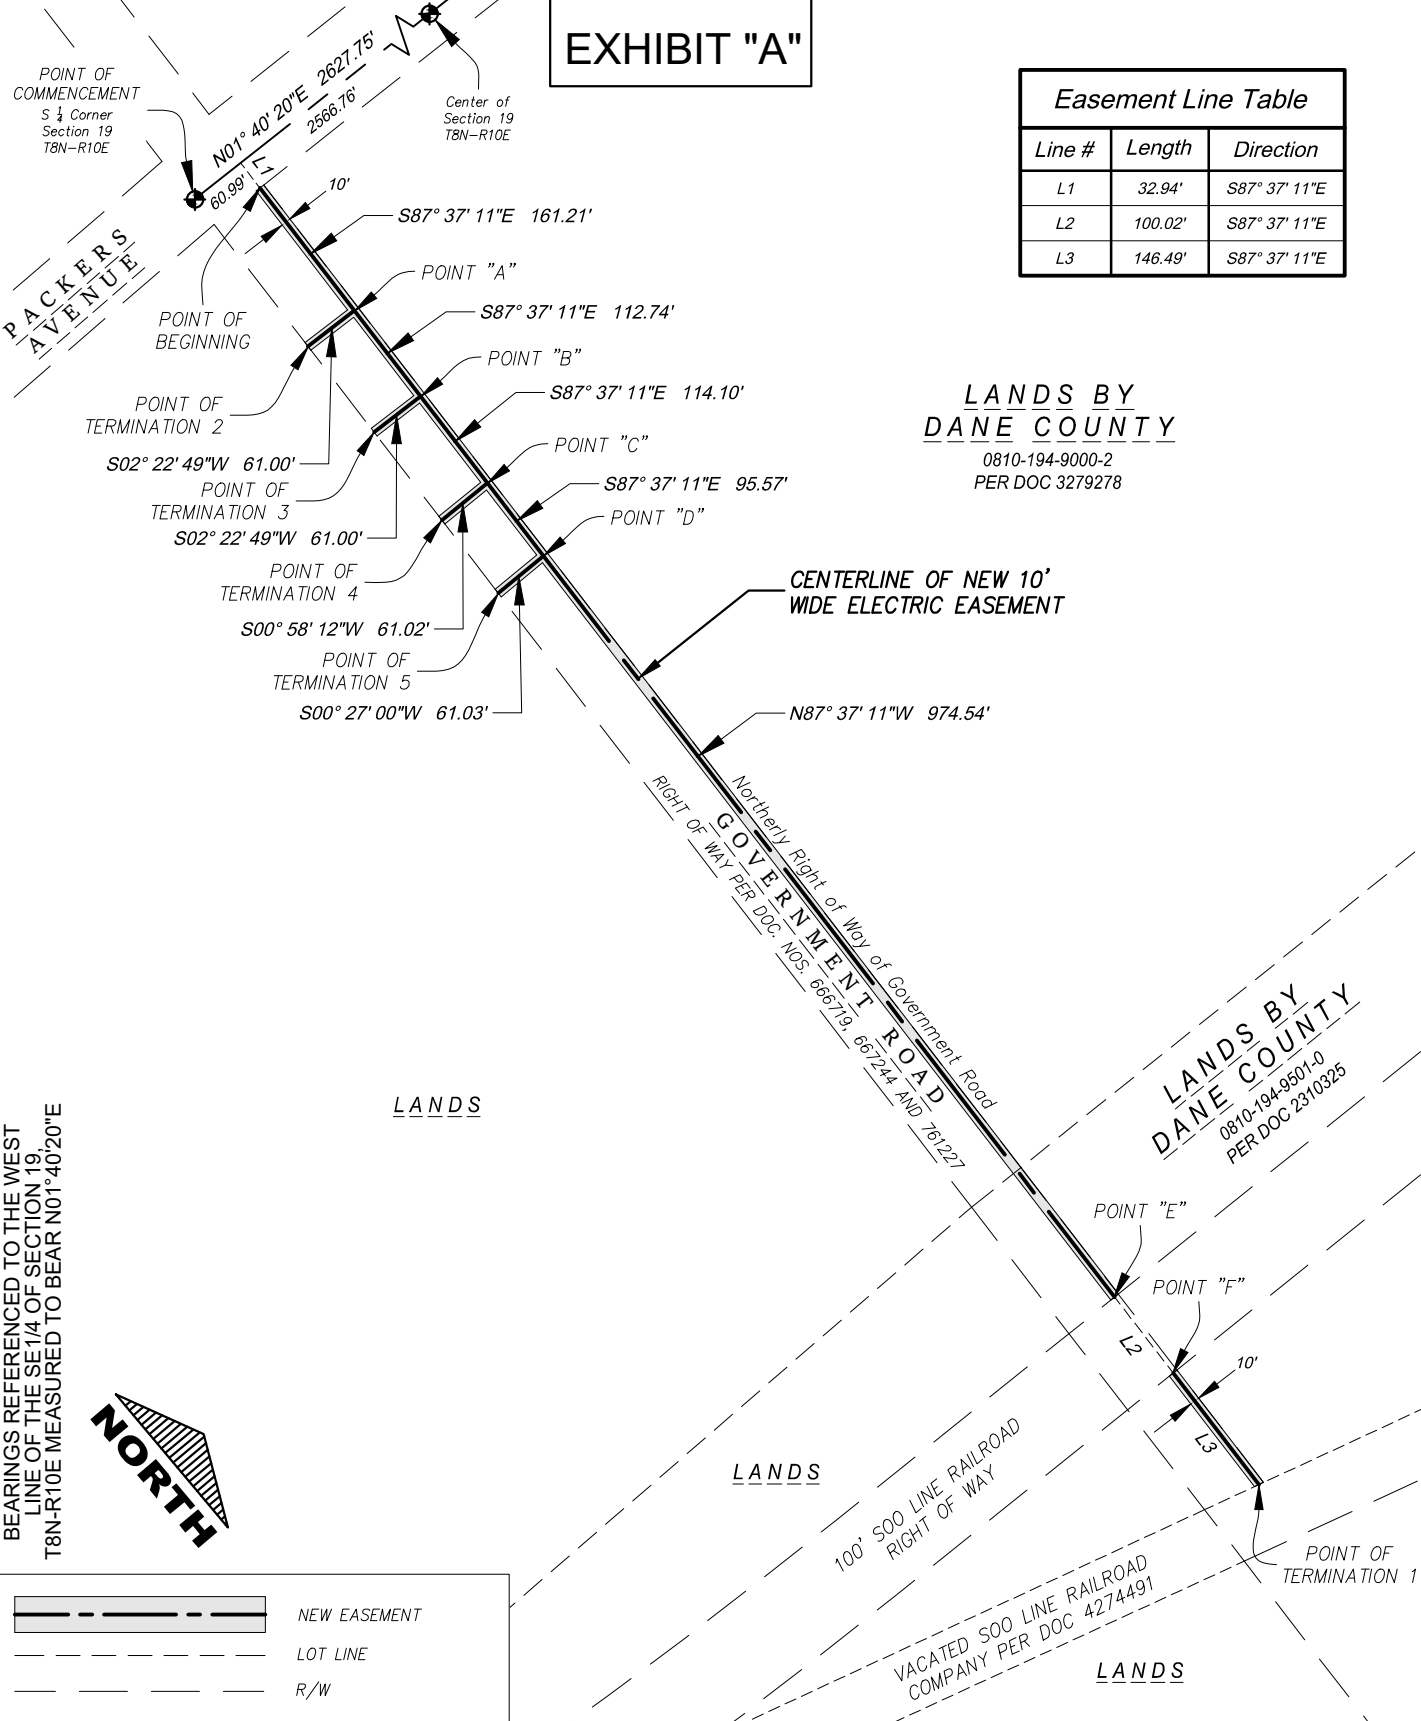 EXHIBIT "A"
POINT OF
COMMENCEMENT
S ¼ Corner
Section 19
T8N-R10E
N01° 40' 20"E 2627.75'
2566.76'
60.99'
L1
Center of
Section 19
T8N-R10E
Easement Line Table
Line # Length Direction
L1 32.94' S87° 37' 11"E
L2 100.02' S87° 37' 11"E
L3 146.49' S87° 37' 11"E
10'
S87° 37' 11"E 161.21'
PACKERS
AVENUE
POINT "A"
POINT OF
BEGINNING
S87° 37' 11"E 112.74'
POINT "B"
POINT OF
TERMINATION 2
S87° 37' 11"E 114.10'
LANDS BY
DANE COUNTY
0810-194-9000-2
PER DOC 3279278
S02° 22' 49"W 61.00'
POINT "C"
POINT OF
TERMINATION 3
S87° 37' 11"E 95.57'
POINT "D"
S02° 22' 49"W 61.00'
POINT OF
TERMINATION 4
CENTERLINE OF NEW 10'
WIDE ELECTRIC EASEMENT
S00° 58' 12"W 61.02'
POINT OF
TERMINATION 5
S00° 27' 00"W 61.03'
N87° 37' 11"W 974.54'
Northerly Right of Way of Government Road
GOVERNMENT ROAD
RIGHT OF WAY PER DOC. NOS. 666719, 667244 AND 761227
LANDS BY
DANE COUNTY
0810-194-9501-0
PER DOC 2310325
LANDS
BEARINGS REFERENCED TO THE WEST
LINE OF THE SE1/4 OF SECTION 19,
T8N-R10E MEASURED TO BEAR N01°40'20"E
POINT "E"
POINT "F"
L2
10'
L3
NORTH
LANDS
100' SOO LINE RAILROAD
RIGHT OF WAY
POINT OF
TERMINATION 1
VACATED SOO LINE RAILROAD
COMPANY PER DOC 4274491
LANDS
NEW EASEMENT
LOT LINE
R/W